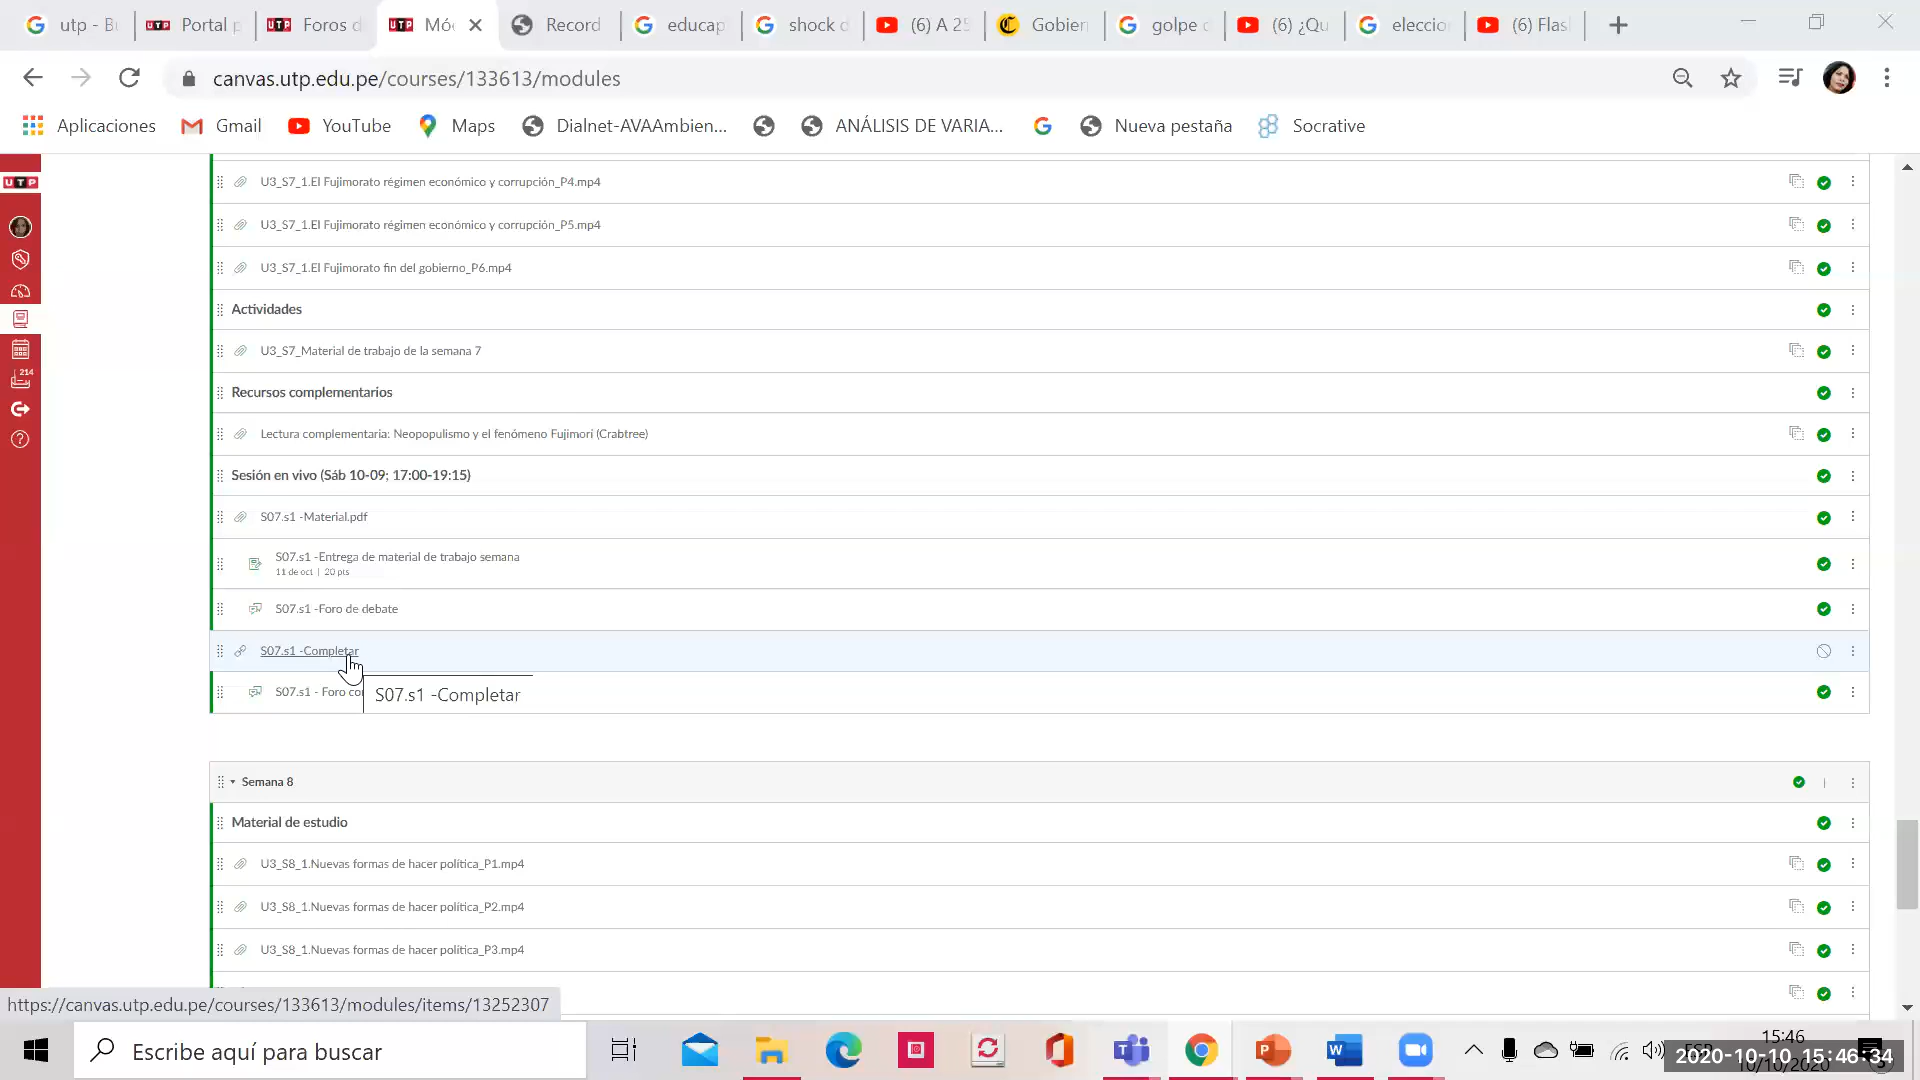 utp - Bu
Portal p
Foros d
Mó
Record
educap
shock d
(6) A 25
Gobier
golpe d
(6) ¿Qu
eleccio
(6) Flas
canvas.utp.edu.pe/courses/133613/modules
Aplicaciones
Gmail
YouTube
Maps
Dialnet-AVAAmbien...
ANÁLISIS DE VARIA...
Nueva pestaña
Socrative
UTP
214
U3_S7_1.El Fujimorato régimen económico y corrupción_P4.mp4
U3_S7_1.El Fujimorato régimen económico y corrupción_P5.mp4
U3_S7_1.El Fujimorato fin del gobierno_P6.mp4
Actividades
U3_S7_Material de trabajo de la semana 7
Recursos complementarios
Lectura complementaria: Neopopulismo y el fenómeno Fujimori (Crabtree)
Sesión en vivo (Sáb 10-09; 17:00-19:15)
S07.s1 -Material.pdf
S07.s1 -Entrega de material de trabajo semana
11 de oct | 20 pts
S07.s1 -Foro de debate
S07.s1 -Completar
S07.s1 - Foro co
S07.s1 -Completar
Semana 8
Material de estudio
U3_S8_1.Nuevas formas de hacer política_P1.mp4
U3_S8_1.Nuevas formas de hacer política_P2.mp4
U3_S8_1.Nuevas formas de hacer política_P3.mp4
https://canvas.utp.edu.pe/courses/133613/modules/items/13252307
Escribe aquí para buscar
15:46
10/10/2020
2020-10-10 15:46:34